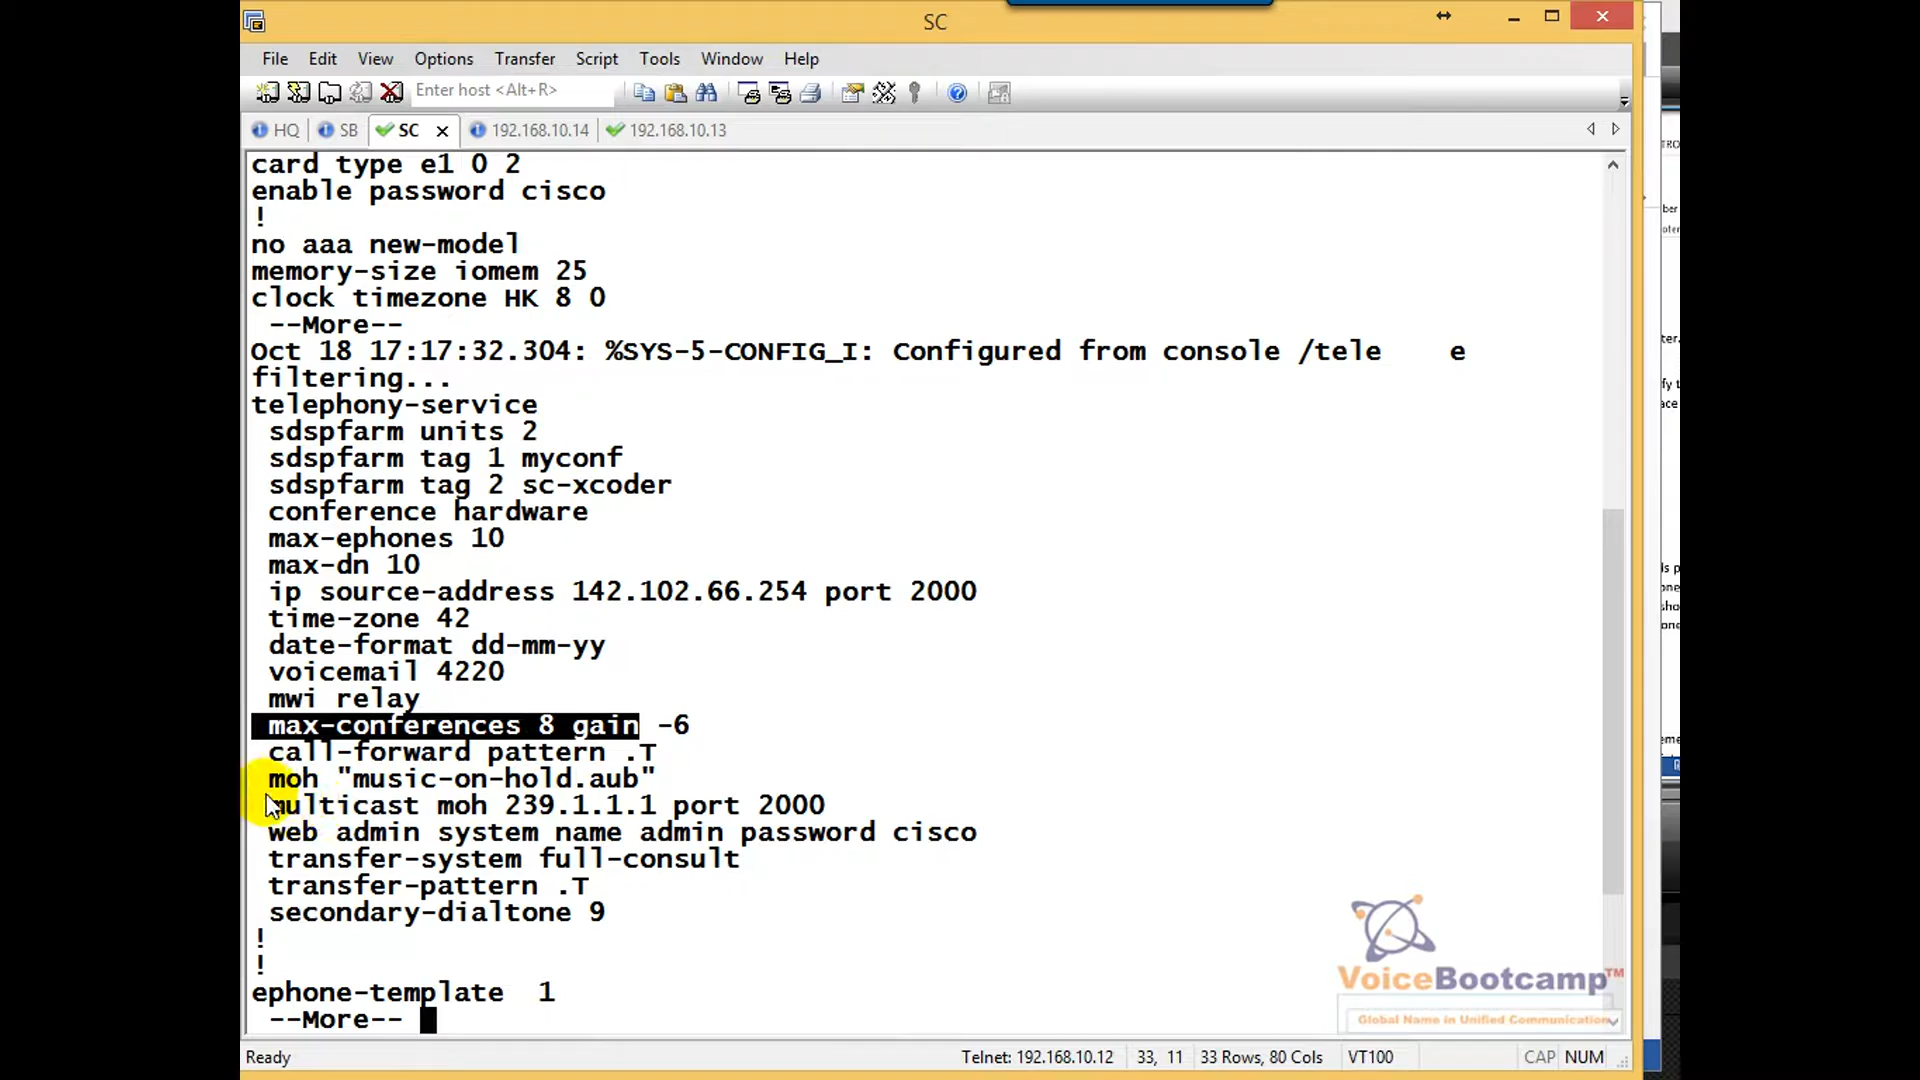 SC
File Edit View Options Transfer Script Tools Window Help
Enter host <Alt+R>
HQ SB SC 192.168.10.14 192.168.10.13
card type e1 0 2
enable password cisco
!
no aaa new-model
memory-size iomem 25
clock timezone HK 8 0
--More--
Oct 18 17:17:32.304: %SYS-5-CONFIG_I: Configured from console /tele e
filtering...
telephony-service
sdspfarm units 2
sdspfarm tag 1 myconf
sdspfarm tag 2 sc-xcoder
conference hardware
max-ephones 10
max-dn 10
ip source-address 142.102.66.254 port 2000
time-zone 42
date-format dd-mm-yy
voicemail 4220
mwi relay
max-conferences 8 gain -6
call-forward pattern .T
moh "music-on-hold.aub"
multicast moh 239.1.1.1 port 2000
web admin system name admin password cisco
transfer-system full-consult
transfer-pattern .T
secondary-dialtone 9
!
!
ephone-template 1
--More--
VoiceBootcamp™
Global Name in Unified Communication
Ready Telnet: 192.168.10.12 33, 11 33 Rows, 80 Cols VT100 CAP NUM